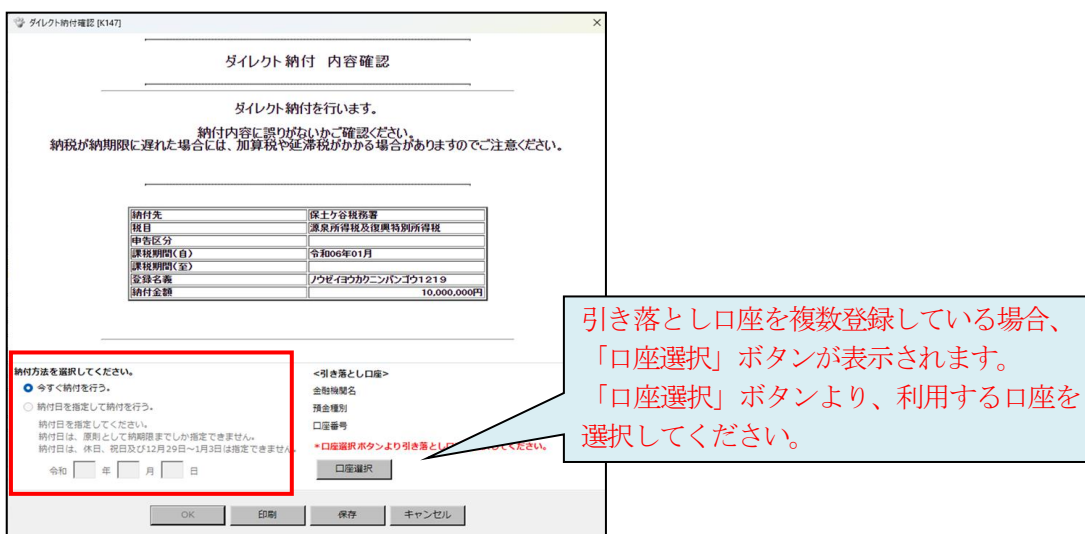 ダイレクト納付確認 [K147]
ダイレクト納付 内容確認
ダイレクト納付を行います。
納付内容に誤りがないかご確認ください。
納税が納期限に遅れた場合には、加算税や延滞税がかかる場合がありますのでご注意ください。
納付先 保土ケ谷税務署
税目 源泉所得税及復興特別所得税
申告区分
課税期間(自) 令和06年01月
課税期間(至)
登録名義 ノウゼイヨウカクニンバンゴウ1219
納付金額 10,000,000円
納付方法を選択してください。
今すぐ納付を行う。
納付日を指定して納付を行う。
納付日を指定してください。
納付日は、原則として納期限までしか指定できません。
納付日は、休日、祝日及び12月29日~1月3日は指定できません。
令和 年 月 日
<引き落とし口座>
金融機関名
預金種別
口座番号
*口座選択ボタンより引き落とし口 してください。
口座選択
OK 印刷 保存 キャンセル
引き落とし口座を複数登録している場合、
「口座選択」ボタンが表示されます。
「口座選択」ボタンより、利用する口座を
選択してください。